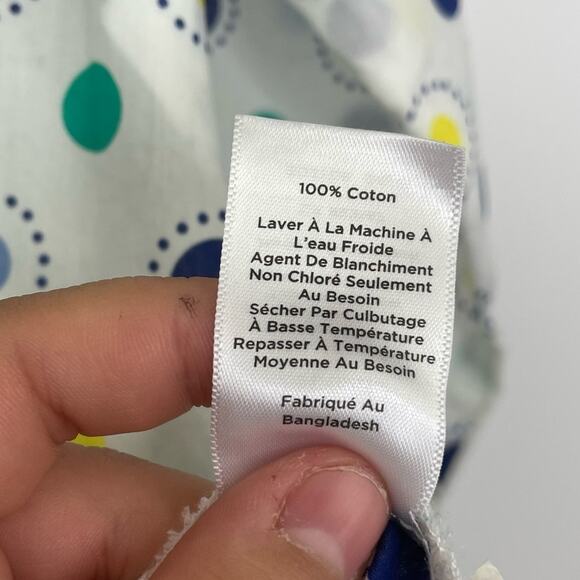 100% Coton
Laver À La Machine À
L'eau Froide
Agent De Blanchiment
Non Chloré Seulement
Au Besoin
Sécher Par Culbutage
À Basse Température
Repasser À Température
Moyenne Au Besoin
Fabriqué Au
Bangladesh